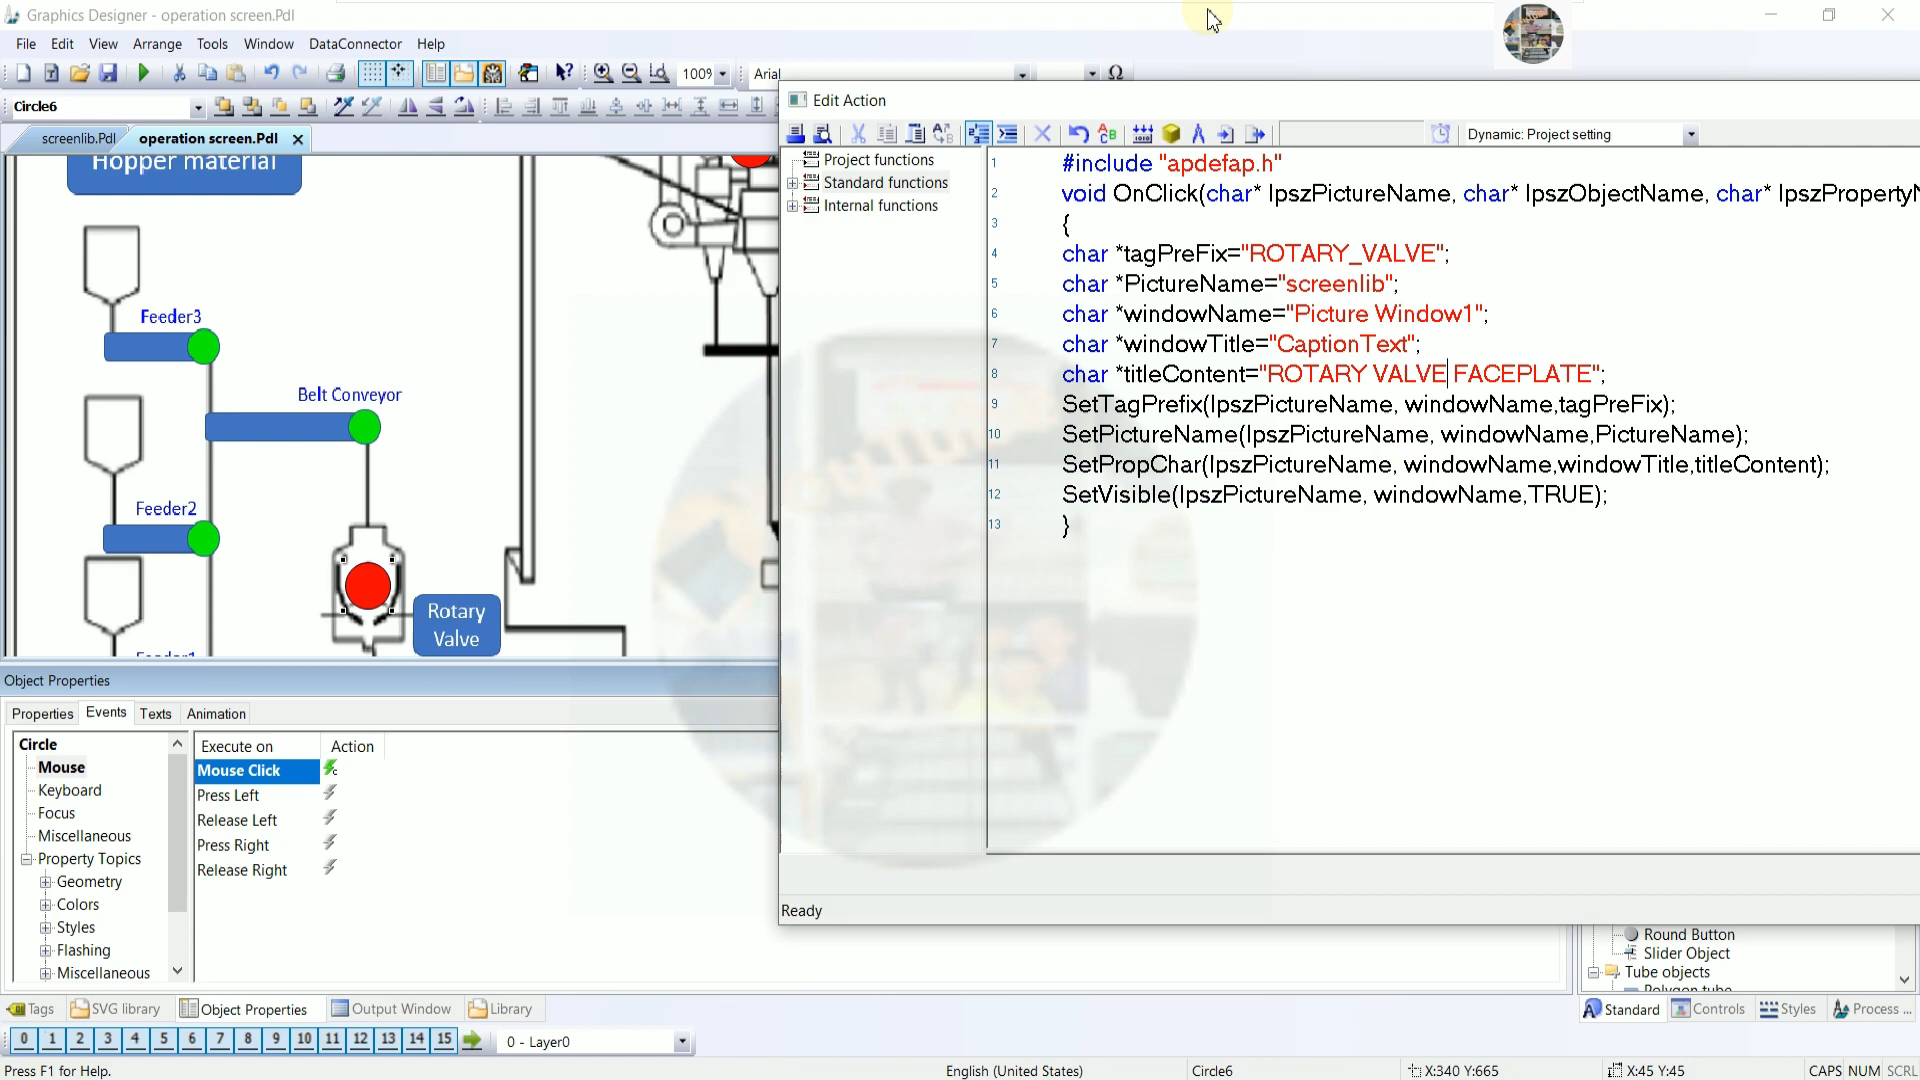 Graphics Designer - operation screen.Pdl
File Edit View Arrange Tools Window DataConnector Help
100% Arial Ω
Circle6
screenlib.Pdl operation screen.Pdl
Hopper material
Feeder3
Belt Conveyor
Feeder2
Rotary
Valve
Feeder1
Edit Action
Dynamic: Project setting
Project functions
Standard functions
Internal functions
1 #include "apdefap.h"
2 void OnClick(char* lpszPictureName, char* lpszObjectName, char* lpszPropertyN
3 {
4 char *tagPreFix="ROTARY_VALVE";
5 char *PictureName="screenlib";
6 char *windowName="Picture Window1";
7 char *windowTitle="CaptionText";
8 char *titleContent="ROTARY VALVE FACEPLATE";
9 SetTagPrefix(lpszPictureName, windowName,tagPreFix);
10 SetPictureName(lpszPictureName, windowName,PictureName);
11 SetPropChar(lpszPictureName, windowName,windowTitle,titleContent);
12 SetVisible(lpszPictureName, windowName,TRUE);
13 }
Ready
Object Properties
Properties Events Texts Animation
Circle
Mouse
Keyboard
Focus
Miscellaneous
Property Topics
Geometry
Colors
Styles
Flashing
Miscellaneous
Execute on Action
Mouse Click
Press Left
Release Left
Press Right
Release Right
Round Button
Slider Object
Tube objects
Polygon tube
Tags SVG library Object Properties Output Window Library
Standard Controls Styles Process ...
0 1 2 3 4 5 6 7 8 9 10 11 12 13 14 15 0 - Layer0
Press F1 for Help. English (United States) Circle6 X:340 Y:665 X:45 Y:45 CAPS NUM SCRL